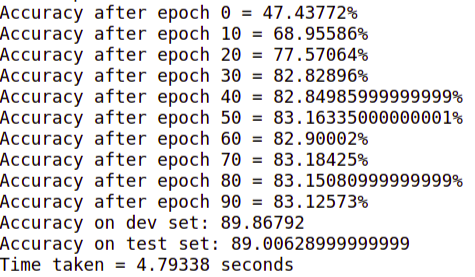 Accuracy after epoch 0 = 47.43772%
Accuracy after epoch 10 = 68.95586%
Accuracy after epoch 20 = 77.57064%
Accuracy after epoch 30 = 82.82896%
Accuracy after epoch 40 = 82.84985999999999%
Accuracy after epoch 50 = 83.16335000000001%
Accuracy after epoch 60 = 82.90002%
Accuracy after epoch 70 = 83.18425%
Accuracy after epoch 80 = 83.15080999999999%
Accuracy after epoch 90 = 83.12573%
Accuracy on dev set: 89.86792
Accuracy on test set: 89.00628999999999
Time taken = 4.79338 seconds